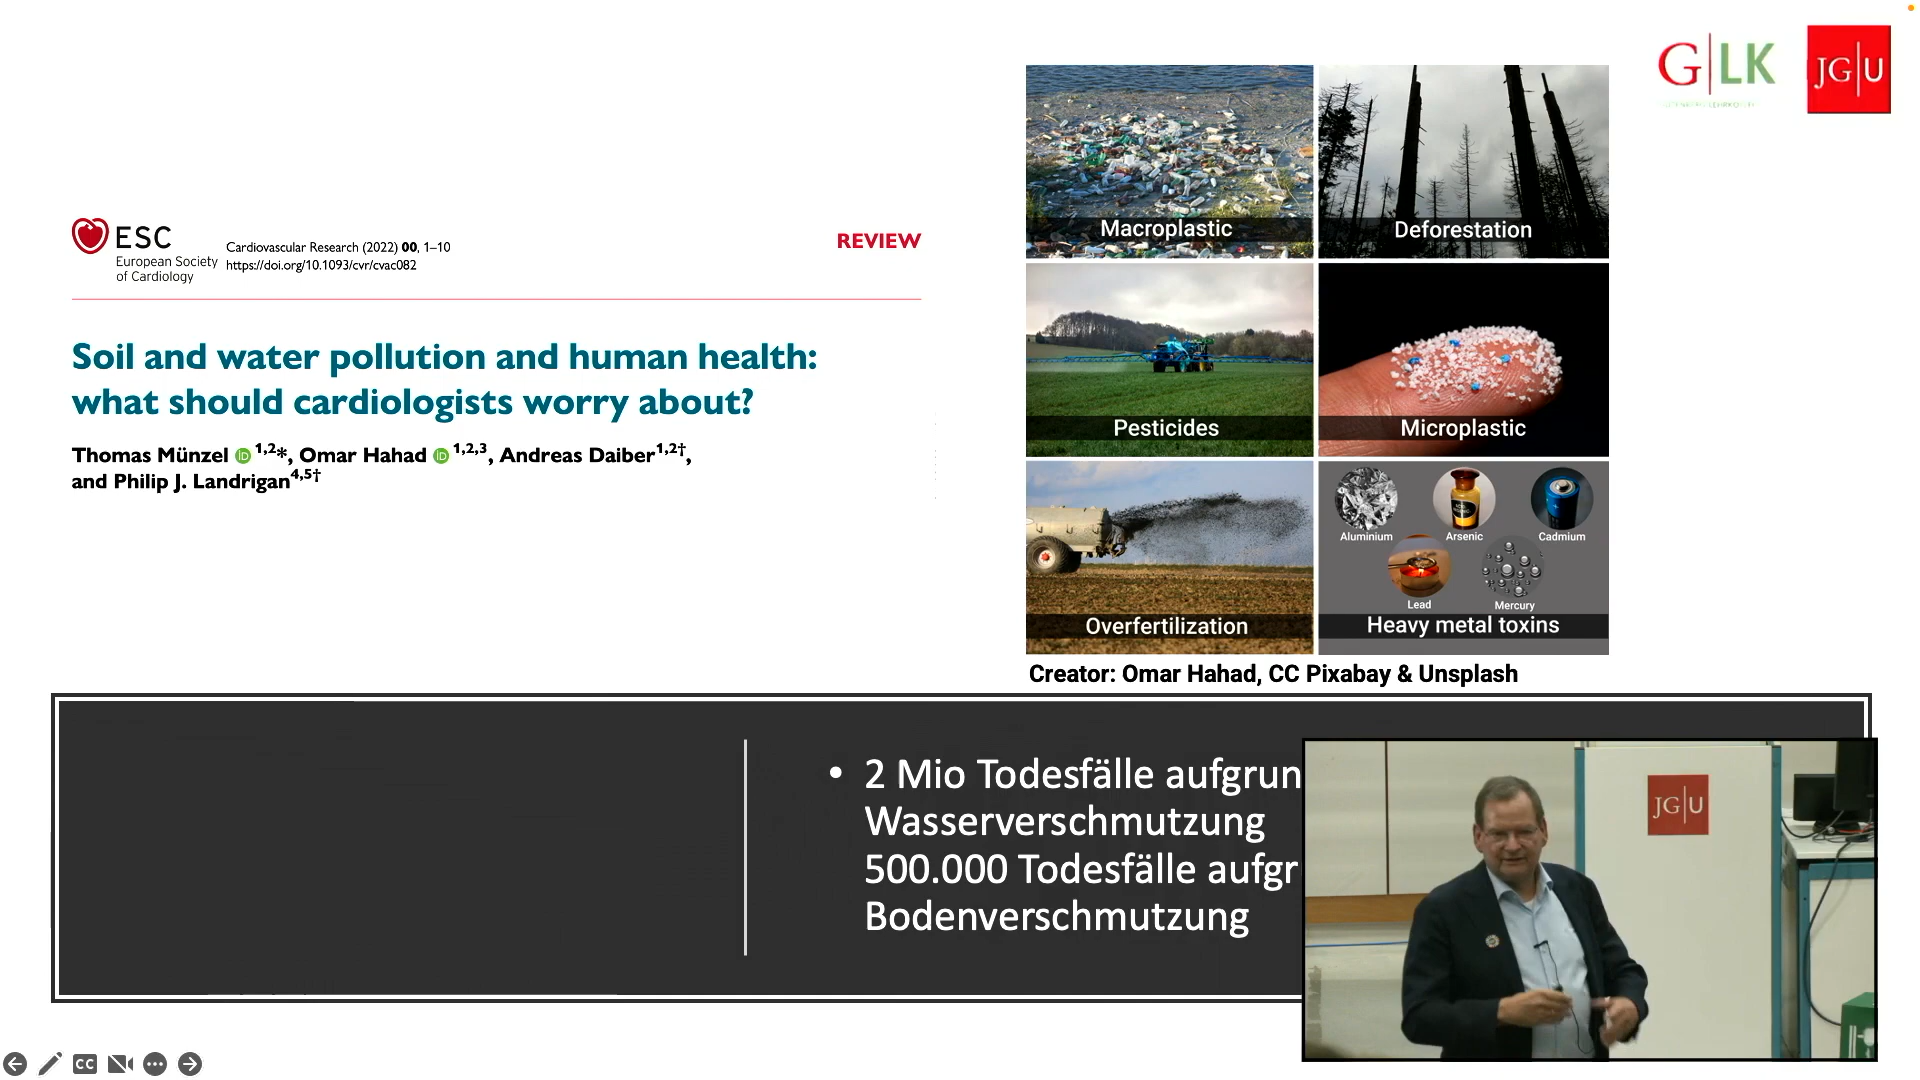 G|LK
JG|U
ESC
European Society
of Cardiology
Cardiovascular Research (2022) 00, 1–10
https://doi.org/10.1093/cvr/cvac082
REVIEW
Soil and water pollution and human health:
what should cardiologists worry about?
Thomas Münzel 1,2*, Omar Hahad 1,2,3, Andreas Daiber1,2†,
and Philip J. Landrigan4,5†
Macroplastic
Deforestation
Pesticides
Microplastic
Overfertilization
Aluminium
Arsenic
Cadmium
Lead
Mercury
Heavy metal toxins
Creator: Omar Hahad, CC Pixabay & Unsplash
• 2 Mio Todesfälle aufgrun
Wasserverschmutzung
500.000 Todesfälle aufgr
Bodenverschmutzung
JG|U
CC